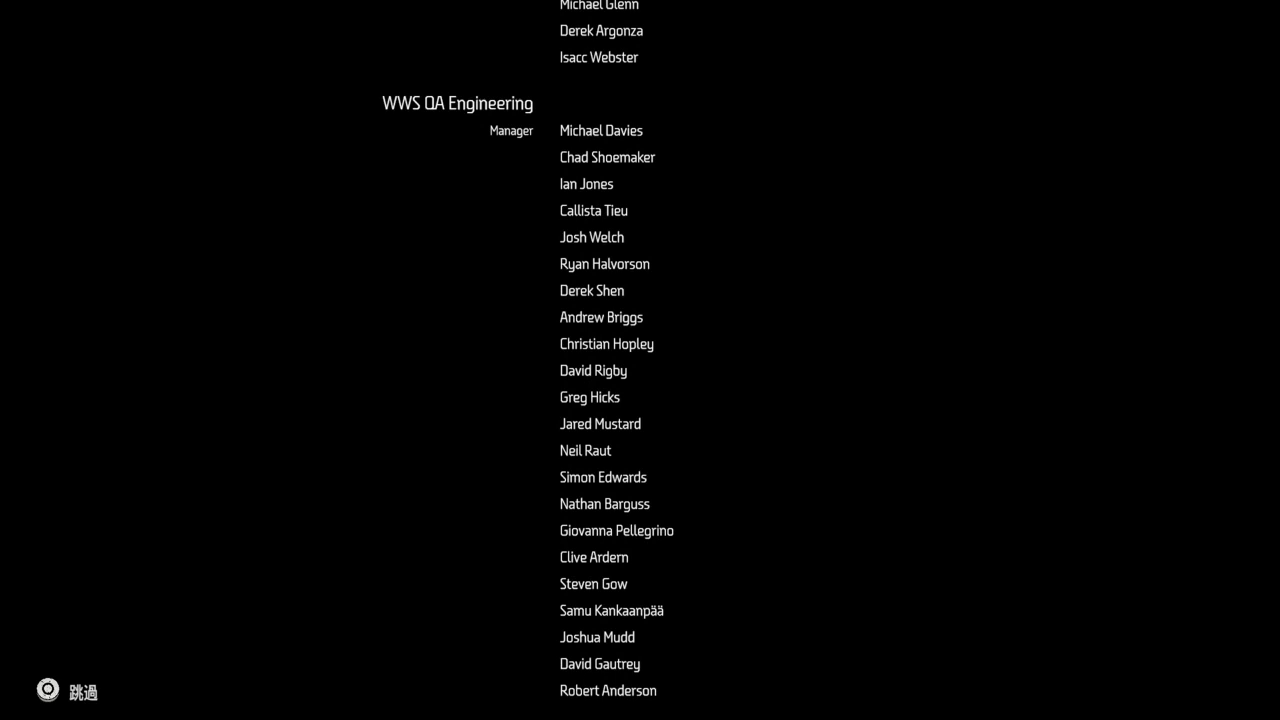 Michael Glenn
Derek Argonza
Isacc Webster
WWS QA Engineering
Manager Michael Davies
Chad Shoemaker
Ian Jones
Callista Tieu
Josh Welch
Ryan Halvorson
Derek Shen
Andrew Briggs
Christian Hopley
David Rigby
Greg Hicks
Jared Mustard
Neil Raut
Simon Edwards
Nathan Barguss
Giovanna Pellegrino
Clive Ardern
Steven Gow
Samu Kankaanpää
Joshua Mudd
David Gautrey
Robert Anderson
跳過